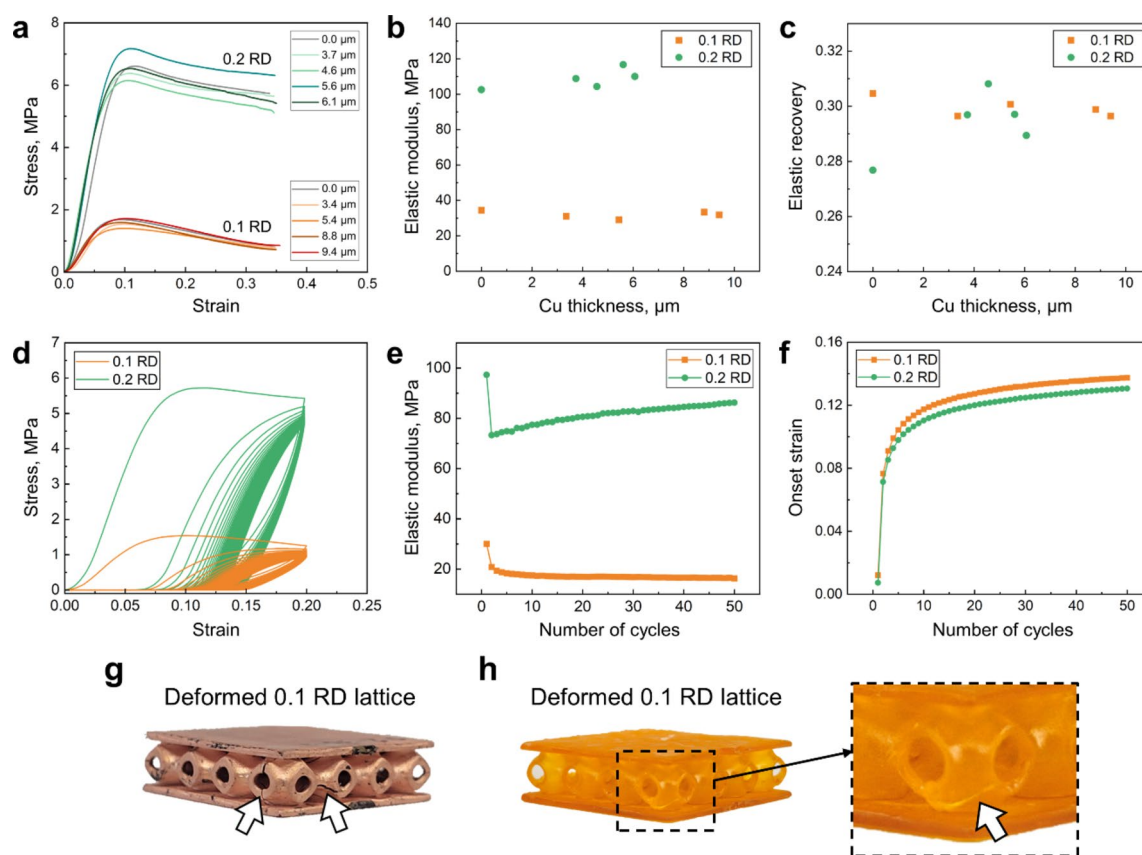 a
Stress, MPa
8
6
4
2
0
0.0 0.1 0.2 0.3 0.4 0.5
Strain
0.2 RD
0.0 µm
3.7 µm
4.6 µm
5.6 µm
6.1 µm
0.1 RD
0.0 µm
3.4 µm
5.4 µm
8.8 µm
9.4 µm
b
Elastic modulus, MPa
140
120
100
80
60
40
20
0
0 2 4 6 8 10
Cu thickness, µm
0.1 RD
0.2 RD
c
Elastic recovery
0.32
0.30
0.28
0.26
0.24
0 2 4 6 8 10
Cu thickness, µm
0.1 RD
0.2 RD
d
Stress, MPa
7
6
5
4
3
2
1
0
0.00 0.05 0.10 0.15 0.20 0.25
Strain
0.1 RD
0.2 RD
e
Elastic modulus, MPa
100
80
60
40
20
0 10 20 30 40 50
Number of cycles
0.1 RD
0.2 RD
f
Onset strain
0.16
0.12
0.08
0.04
0.00
0 10 20 30 40 50
Number of cycles
0.1 RD
0.2 RD
g
Deformed 0.1 RD lattice
h
Deformed 0.1 RD lattice